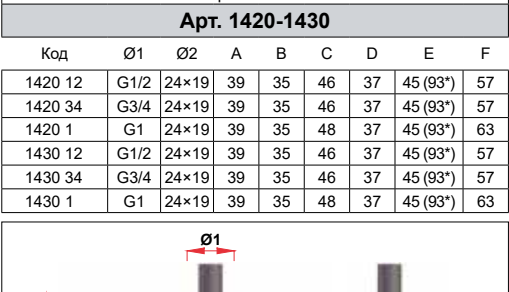 Арт. 1420-1430
Код Ø1 Ø2 A B C D E F
1420 12 G1/2 24×19 39 35 46 37 45 (93*) 57
1420 34 G3/4 24×19 39 35 46 37 45 (93*) 57
1420 1 G1 24×19 39 35 48 37 45 (93*) 63
1430 12 G1/2 24×19 39 35 46 37 45 (93*) 57
1430 34 G3/4 24×19 39 35 46 37 45 (93*) 57
1430 1 G1 24×19 39 35 48 37 45 (93*) 63
Ø1